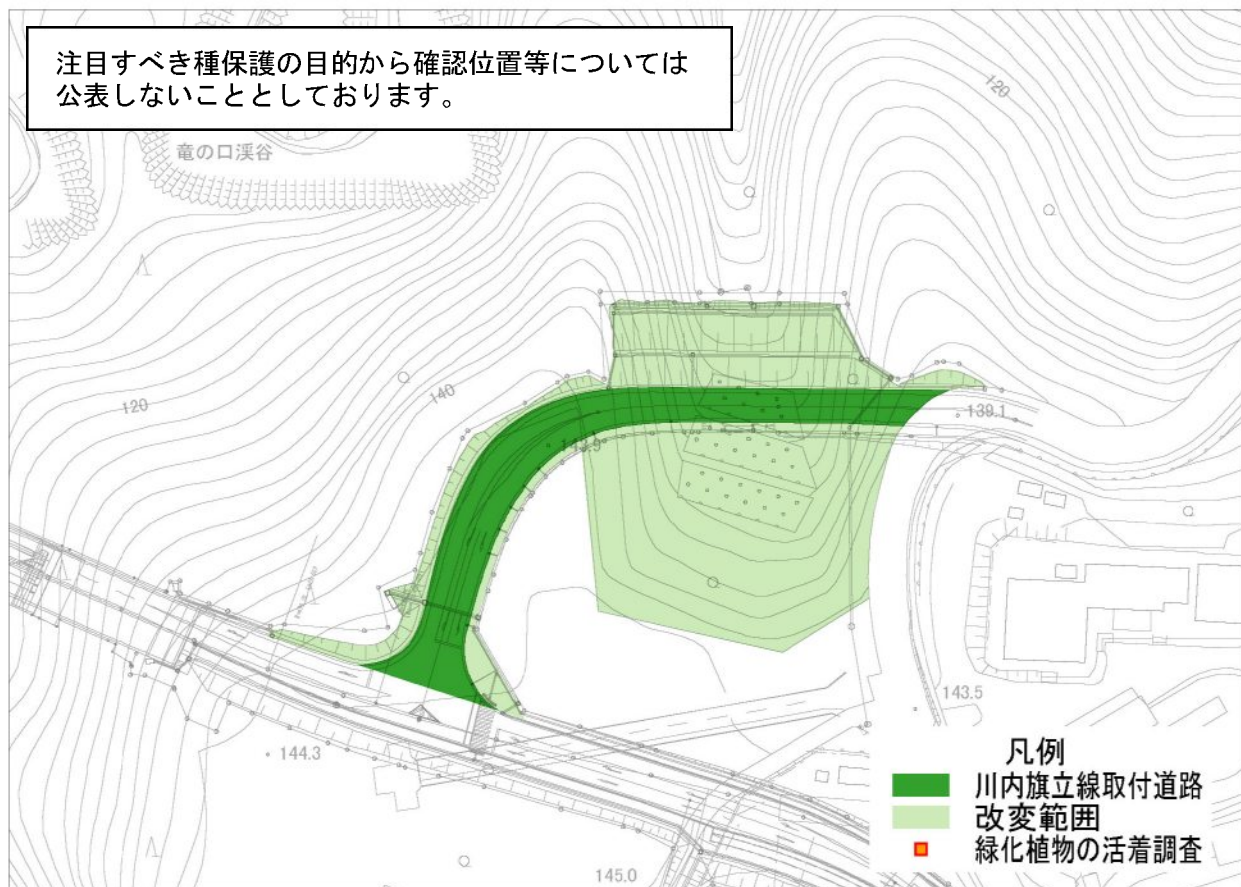 注目すべき種保護の目的から確認位置等については
公表しないこととしております。
120
竜の口渓谷
120
140
139.1
143.9
143.5
144.3
145.0
凡例
川内旗立線取付道路
改変範囲
緑化植物の活着調査